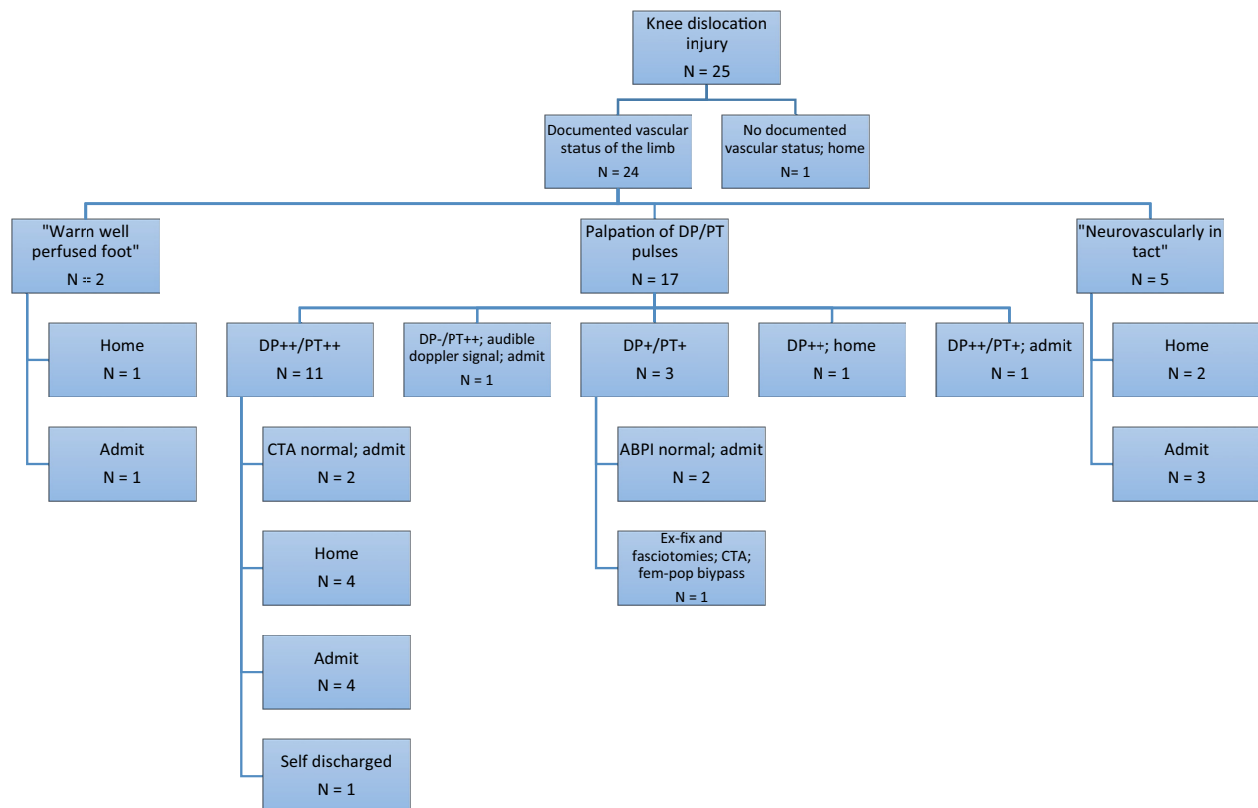 Knee dislocation
injury
N = 25
Documented vascular
status of the limb
N = 24
No documented
vascular status; home
N= 1
"Warm well
perfused foot"
N = 2
Palpation of DP/PT
pulses
N = 17
"Neurovascularly in
tact"
N = 5
Home
N = 1
DP++/PT++
N = 11
DP-/PT++; audible
doppler signal; admit
N = 1
DP+/PT+
N = 3
DP++; home
N = 1
DP++/PT+; admit
N = 1
Home
N = 2
Admit
N = 1
CTA normal; admit
N = 2
ABPI normal; admit
N = 2
Admit
N = 3
Home
N = 4
Ex-fix and
fasciotomies; CTA;
fem-pop biypass
N = 1
Admit
N = 4
Self discharged
N = 1